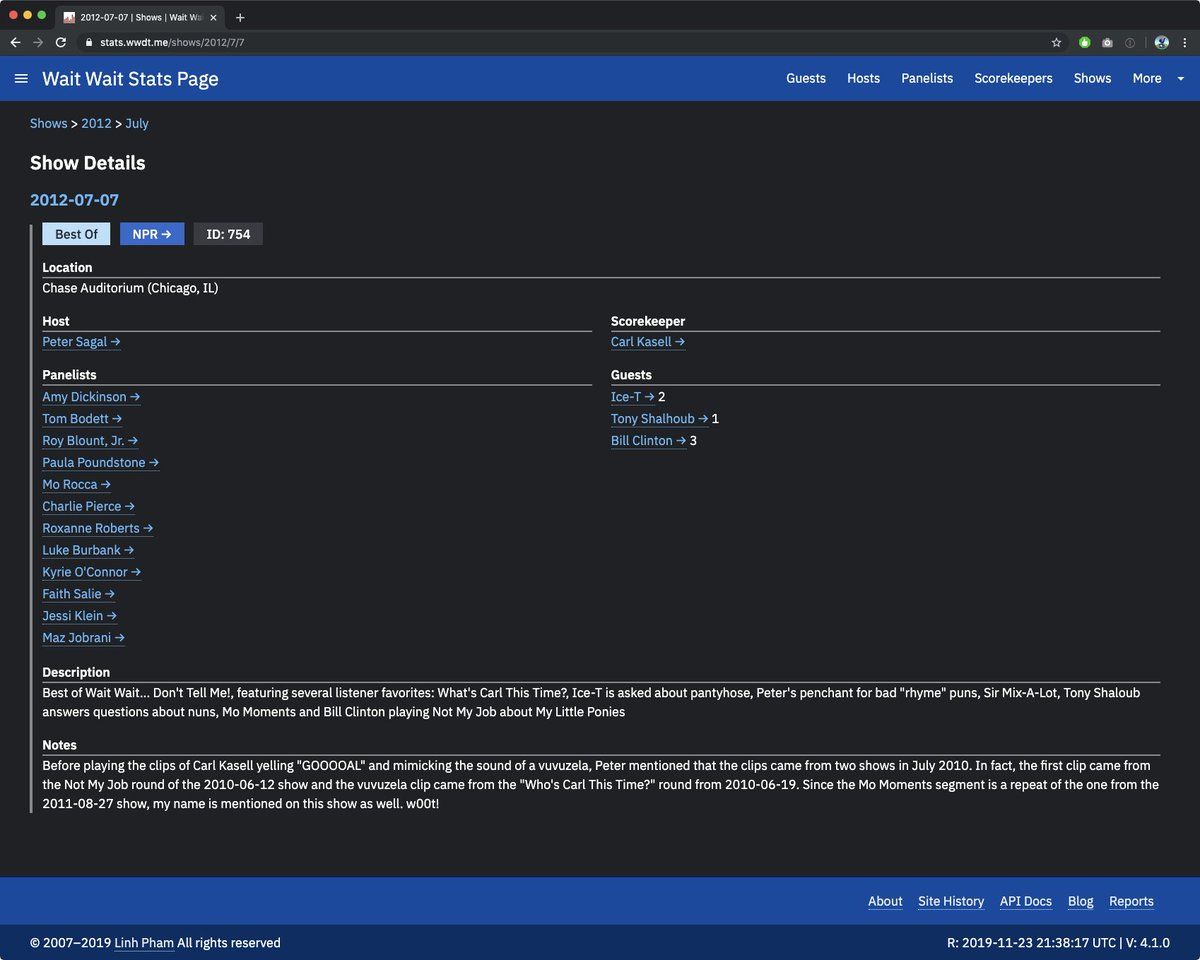 2012-07-07 | Shows | Wait Wa
stats.wwdt.me/shows/2012/7/7
Wait Wait Stats Page
Guests Hosts Panelists Scorekeepers Shows More
Shows > 2012 > July
Show Details
2012-07-07
Best Of NPR → ID: 754
Location
Chase Auditorium (Chicago, IL)
Host
Peter Sagal →
Scorekeeper
Carl Kasell →
Panelists
Amy Dickinson →
Tom Bodett →
Roy Blount, Jr. →
Paula Poundstone →
Mo Rocca →
Charlie Pierce →
Roxanne Roberts →
Luke Burbank →
Kyrie O'Connor →
Faith Salie →
Jessi Klein →
Maz Jobrani →
Guests
Ice-T → 2
Tony Shalhoub → 1
Bill Clinton → 3
Description
Best of Wait Wait... Don't Tell Me!, featuring several listener favorites: What's Carl This Time?, Ice-T is asked about pantyhose, Peter's penchant for bad "rhyme" puns, Sir Mix-A-Lot, Tony Shaloub
answers questions about nuns, Mo Moments and Bill Clinton playing Not My Job about My Little Ponies
Notes
Before playing the clips of Carl Kasell yelling "GOOOOAL" and mimicking the sound of a vuvuzela, Peter mentioned that the clips came from two shows in July 2010. In fact, the first clip came from
the Not My Job round of the 2010-06-12 show and the vuvuzela clip came from the "Who's Carl This Time?" round from 2010-06-19. Since the Mo Moments segment is a repeat of the one from the
2011-08-27 show, my name is mentioned on this show as well. w00t!
About Site History API Docs Blog Reports
© 2007–2019 Linh Pham All rights reserved
R: 2019-11-23 21:38:17 UTC | V: 4.1.0